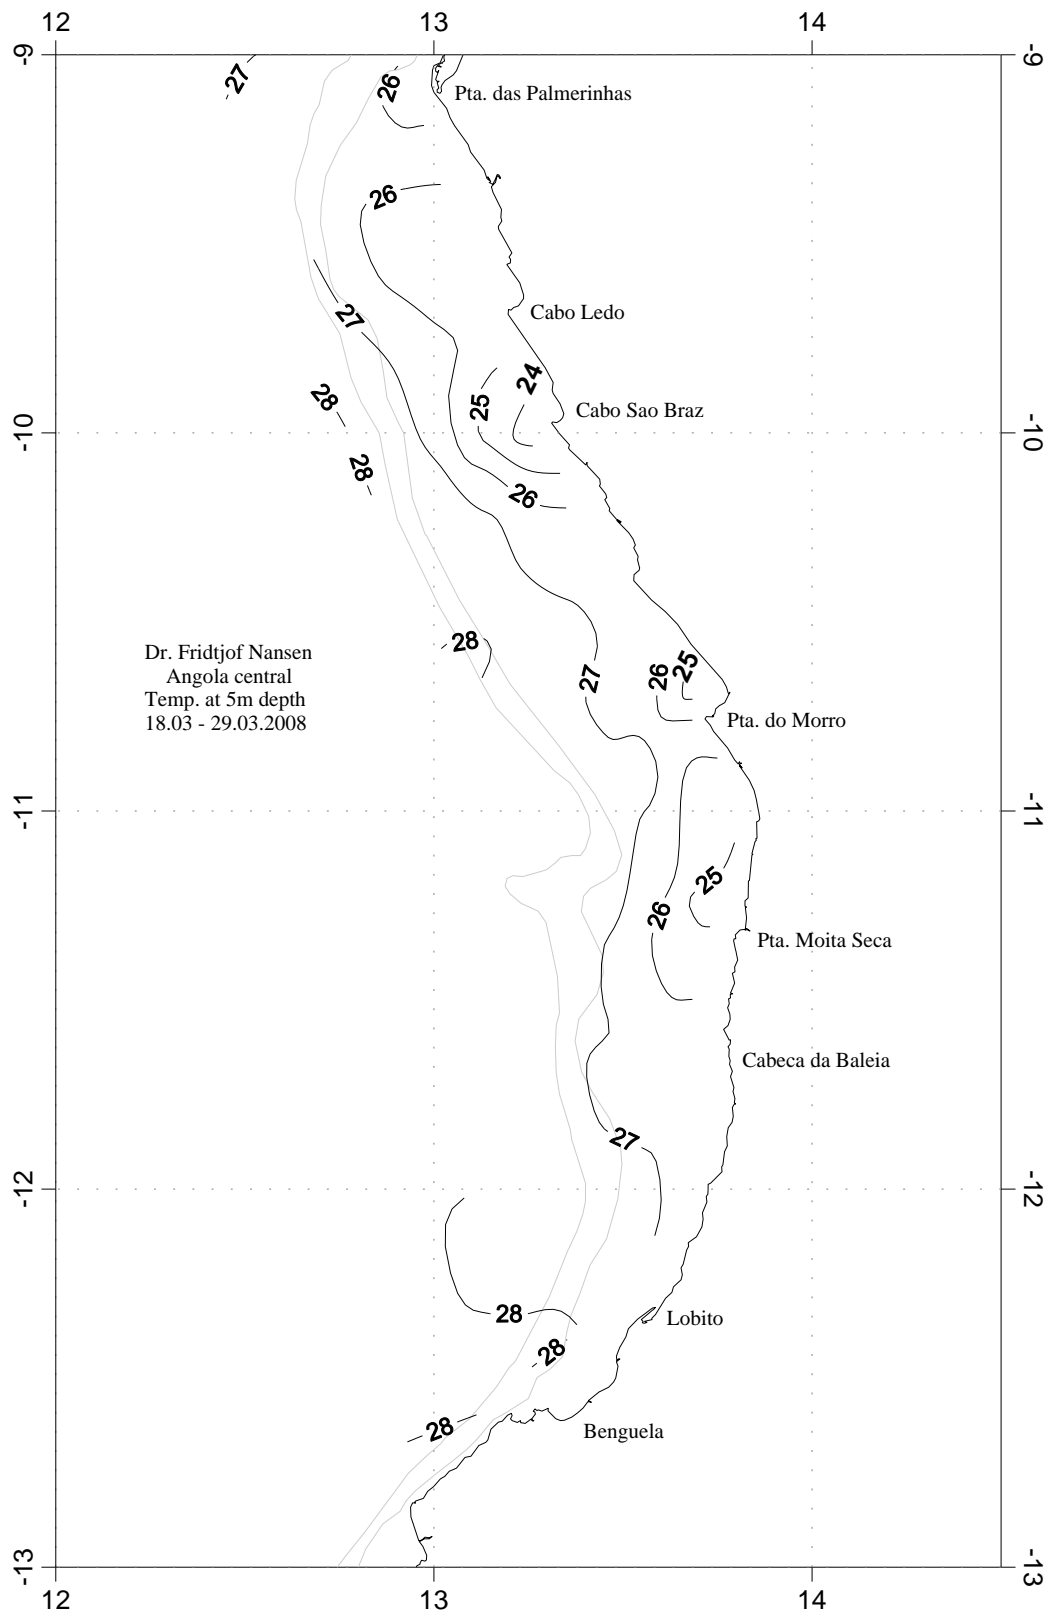 12 13 14
-9 -9
27
26
Pta. das Palmerinhas
26
27
Cabo Ledo
28
24
25
Cabo Sao Braz
-10 -10
28
26
Dr. Fridtjof Nansen
Angola central
Temp. at 5m depth
18.03 - 29.03.2008
28
27
26
25
Pta. do Morro
-11 -11
25
26
Pta. Moita Seca
Cabeca da Baleia
27
-12 -12
28
Lobito
28
28
Benguela
-13 -13
12 13 14